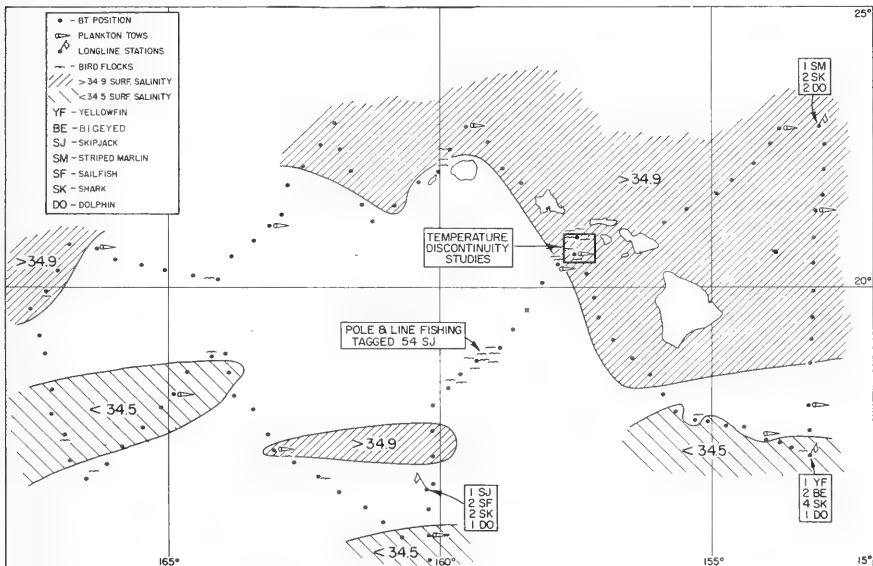 25°
• - BT POSITION
- PLANKTON TOWS
- LONGLINE STATIONS
- BIRD FLOCKS
>34.9 SURF. SALINITY
<34.5 SURF. SALINITY
YF - YELLOWFIN
BE - BIGEYED
SJ - SKIPJACK
SM - STRIPED MARLIN
SF - SAILFISH
SK - SHARK
DO - DOLPHIN
1 SM
2 SK
2 DO
>34.9
TEMPERATURE
DISCONTINUITY
STUDIES
>34.9
20°
POLE & LINE FISHING
TAGGED 54 SJ
<34.5
>34.9
<34.5
1 SJ
2 SF
2 SK
1 DO
1 YF
2 BE
4 SK
1 DO
<34.5
165°
160°
155°
15°